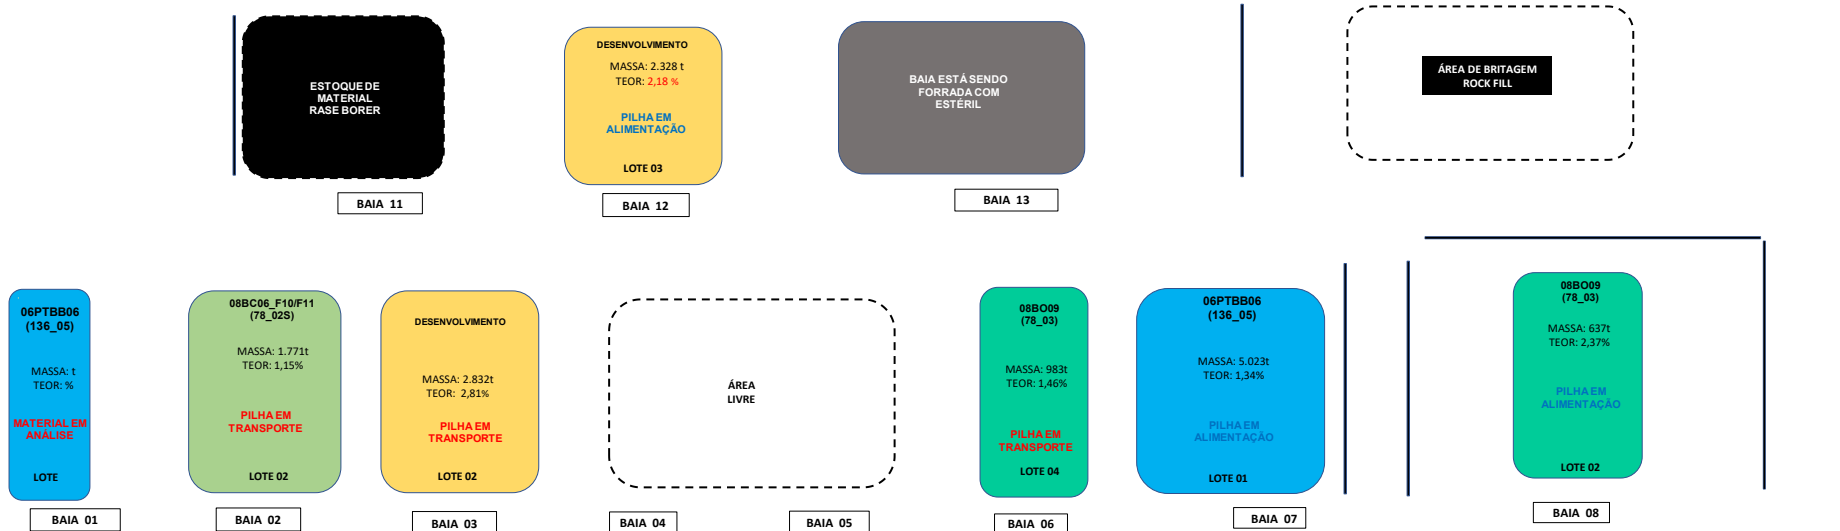 ESTOQUE DE
MATERIAL
RASE BORER
BAIA 11
DESENVOLVIMENTO
MASSA: 2.328 t
TEOR: 2,18 %
PILHA EM
ALIMENTAÇÃO
LOTE 03
BAIA 12
BAIA ESTÁ SENDO
FORRADA COM
ESTÉRIL
BAIA 13
ÁREA DE BRITAGEM
ROCK FILL
06PTBB06
(136_05)
MASSA: t
TEOR: %
MATERIAL EM
ANÁLISE
LOTE
BAIA 01
08BC06_F10/F11
(78_02S)
MASSA: 1.771t
TEOR: 1,15%
PILHA EM
TRANSPORTE
LOTE 02
BAIA 02
DESENVOLVIMENTO
MASSA: 2.832t
TEOR: 2,81%
PILHA EM
TRANSPORTE
LOTE 02
BAIA 03
ÁREA
LIVRE
BAIA 04
BAIA 05
08BO09
(78_03)
MASSA: 983t
TEOR: 1,46%
PILHA EM
TRANSPORTE
LOTE 04
BAIA 06
06PTBB06
(136_05)
MASSA: 5.023t
TEOR: 1,34%
PILHA EM
ALIMENTAÇÃO
LOTE 01
BAIA 07
08BO09
(78_03)
MASSA: 637t
TEOR: 2,37%
PILHA EM
ALIMENTAÇÃO
LOTE 02
BAIA 08